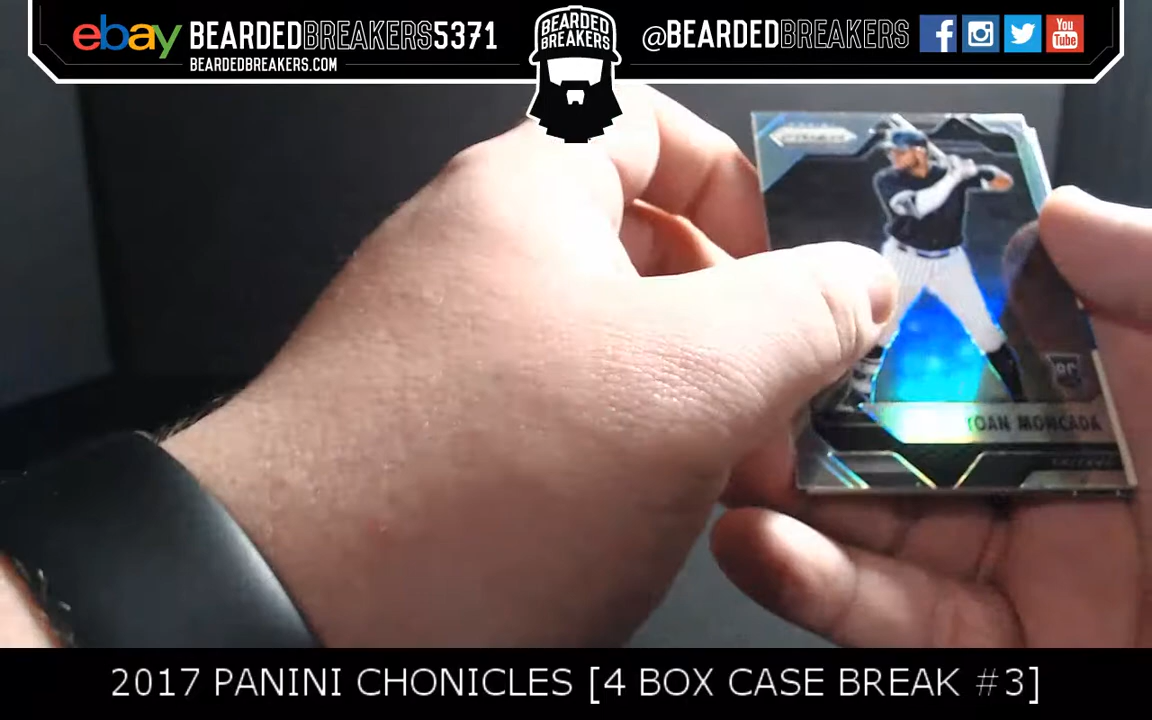 ebay BEARDEDBREAKERS5371
BEARDEDBREAKERS.COM
BEARDED
BREAKERS
@BEARDEDBREAKERS
You
Tube
RC
YOAN MONCADA
2017 PANINI CHONICLES [4 BOX CASE BREAK #3]